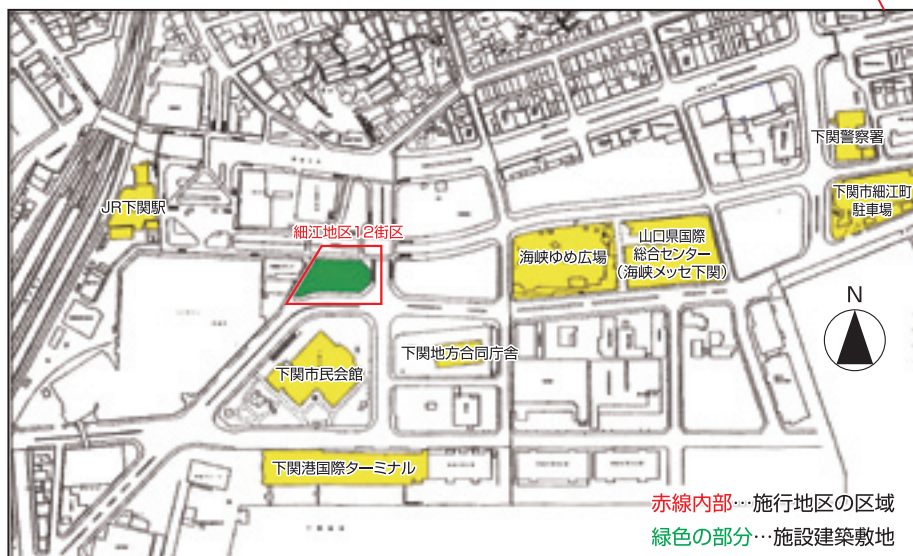 下関警察署
JR下関駅
下関市細江町
駐車場
細江地区12街区
海峡ゆめ広場
山口県国際
総合センター
(海峡メッセ下関)
N
下関地方合同庁舎
下関市民会館
下関港国際ターミナル
赤線内部…施行地区の区域
緑色の部分…施設建築敷地